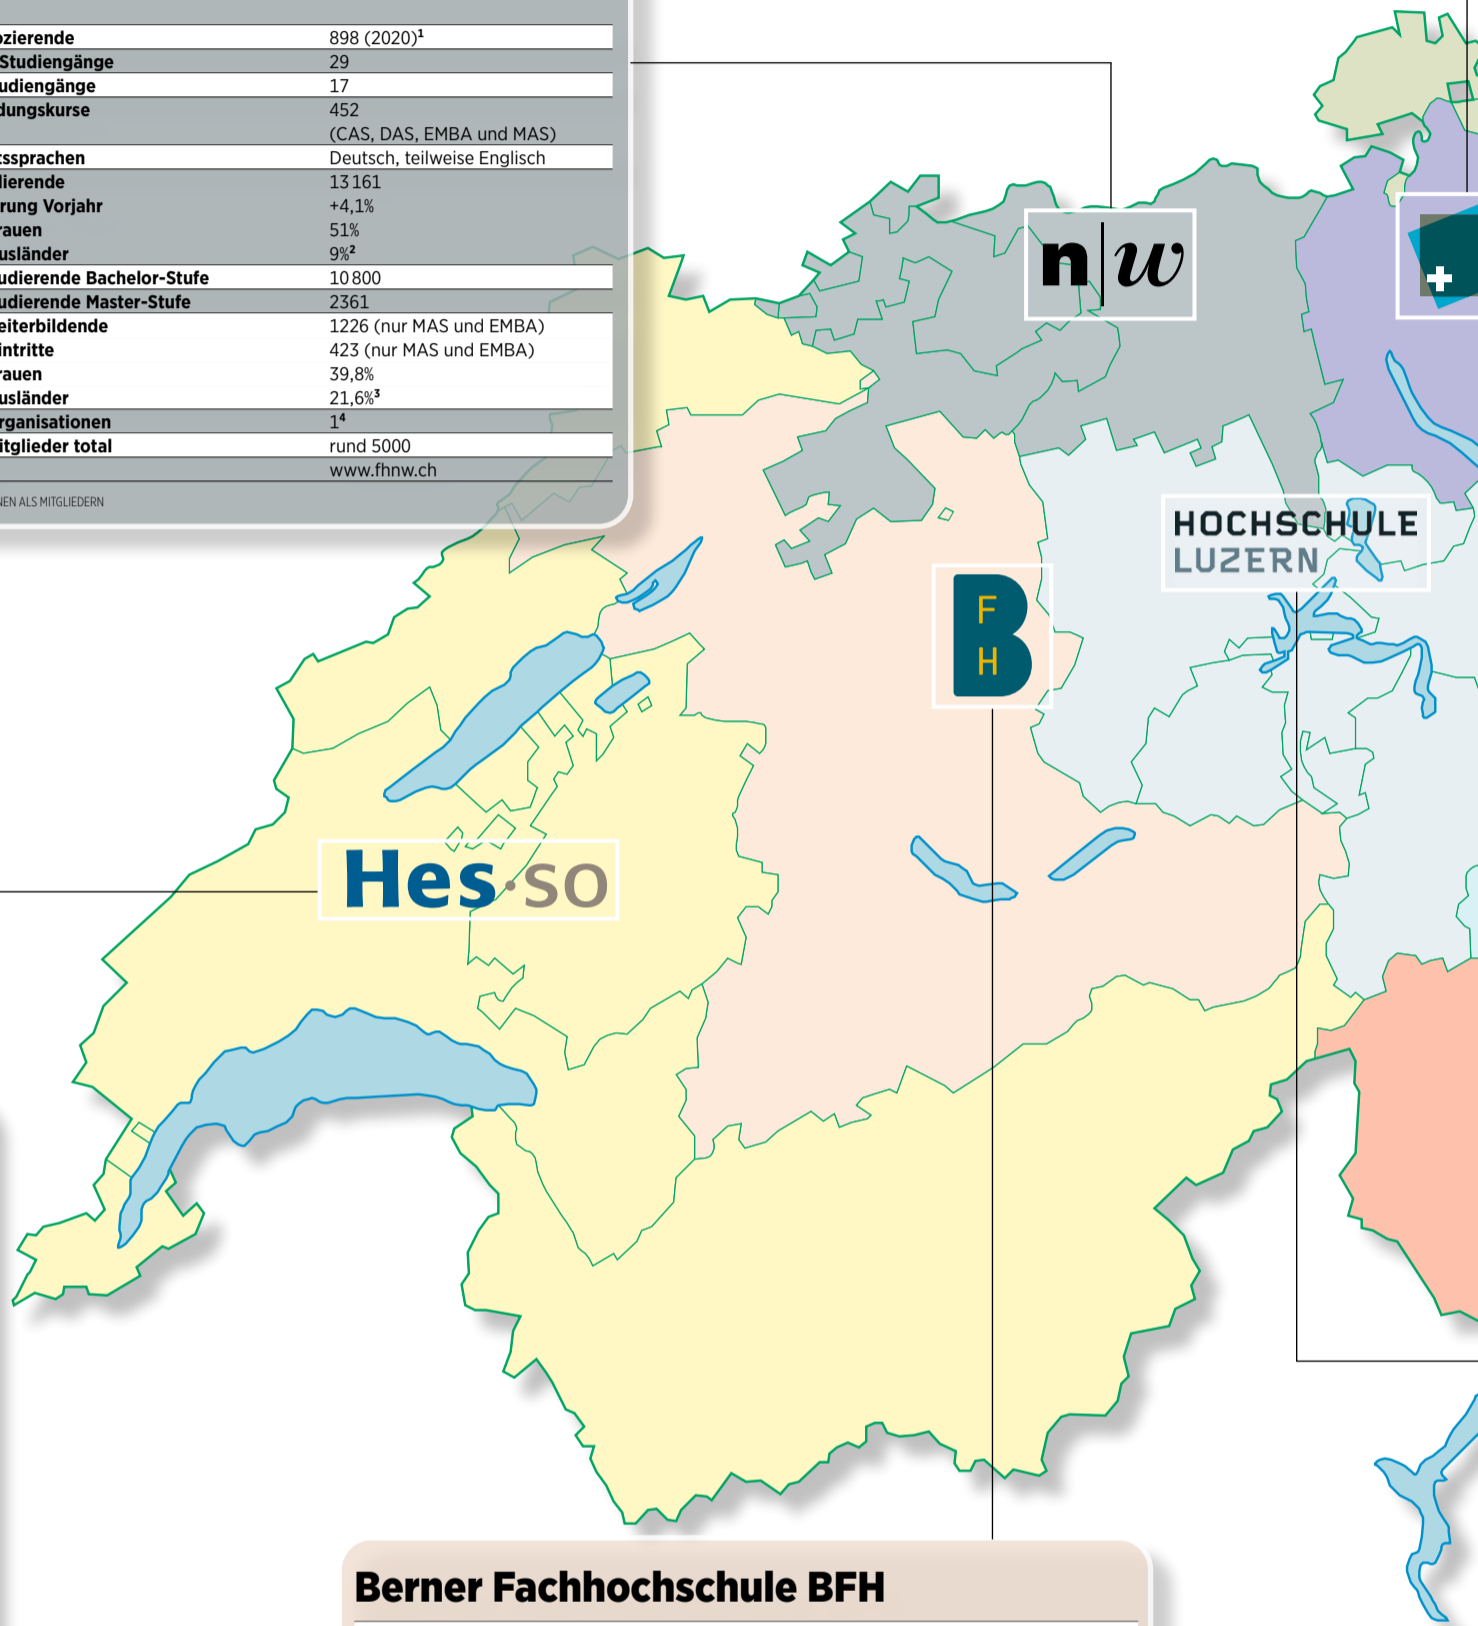 ozierende 898 (2020)¹
Studiengänge 29
udiengänge 17
dungskurse 452
(CAS, DAS, EMBA und MAS)
tssprachen Deutsch, teilweise Englisch
lierende 13 161
rung Vorjahr +4,1%
rauen 51%
usländer 9%²
udierende Bachelor-Stufe 10 800
udierende Master-Stufe 2361
eiterbildende 1226 (nur MAS und EMBA)
intritte 423 (nur MAS und EMBA)
rauen 39,8%
usländer 21,6%³
rganisationen 1⁴
itglieder total rund 5000
www.fhnw.ch
NEN ALS MITGLIEDERN
n|w
HOCHSCHULE
LUZERN
B
F
H
Hes·so
Berner Fachhochschule BFH